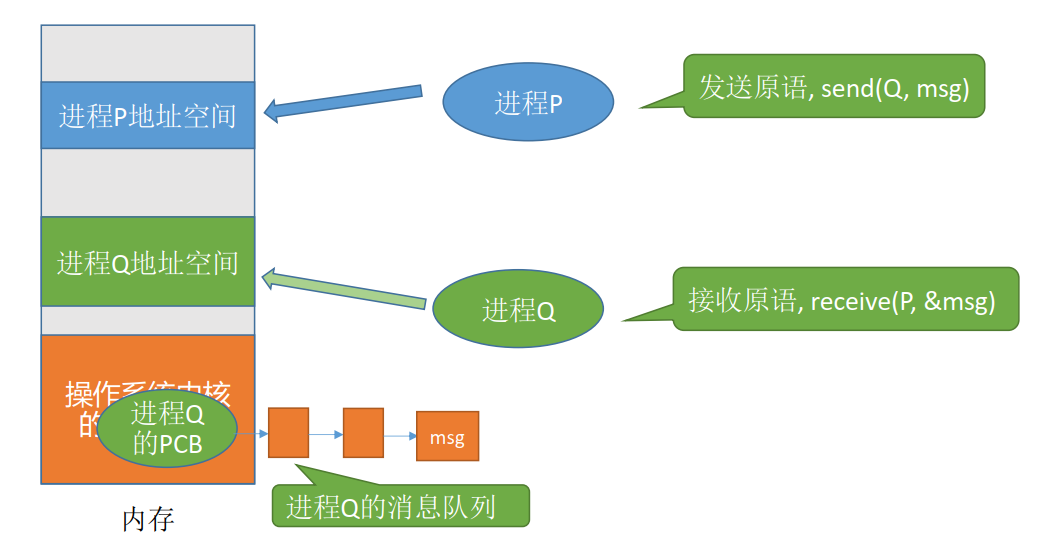 进程P地址空间
进程P
发送原语, send(Q, msg)
进程Q地址空间
进程Q
接收原语, receive(P, &msg)
操作系统内核
的
进程Q
的PCB
msg
进程Q的消息队列
内存